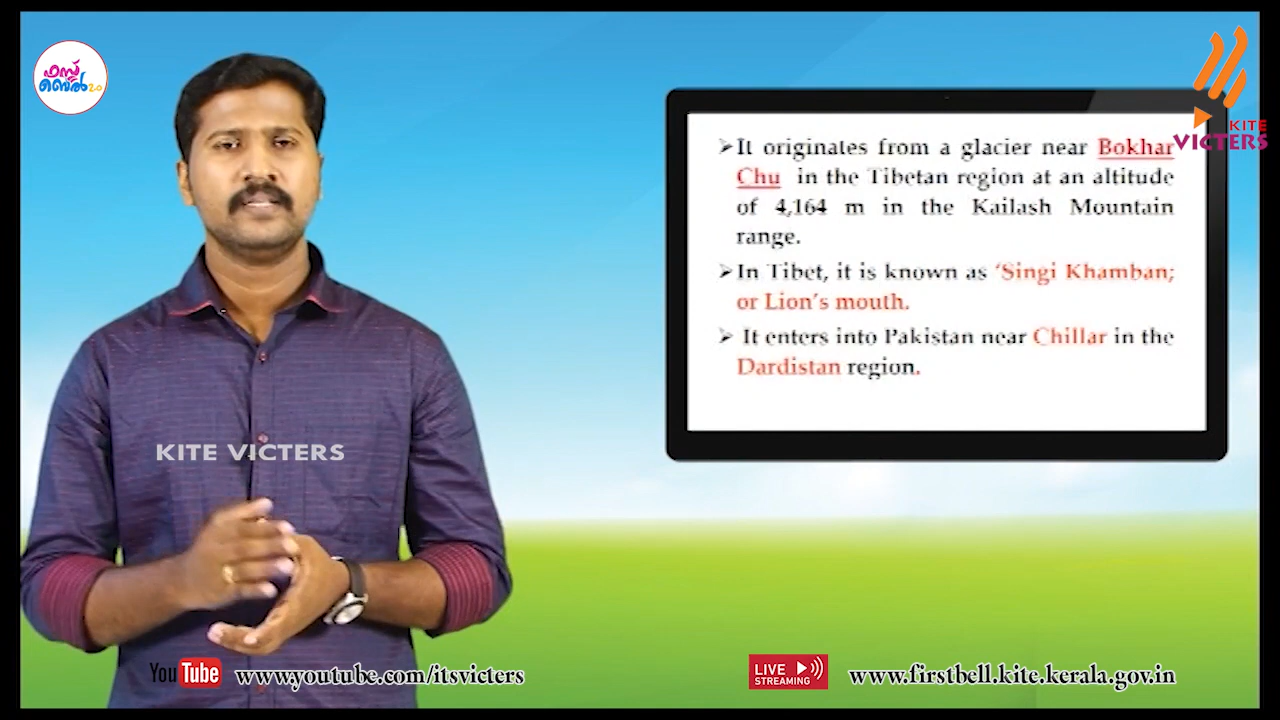 ഫസ്റ്റ്
ബെൽ 2.0
KITE
VICTERS
➢It originates from a glacier near Bokhar
Chu in the Tibetan region at an altitude
of 4,164 m in the Kailash Mountain
range.
➢In Tibet, it is known as ‘Singi Khamban;
or Lion’s mouth.
➢ It enters into Pakistan near Chillar in the
Dardistan region.
KITE VICTERS
YouTube www.youtube.com/itsvicters
LIVE
STREAMING
www.firstbell.kite.kerala.gov.in